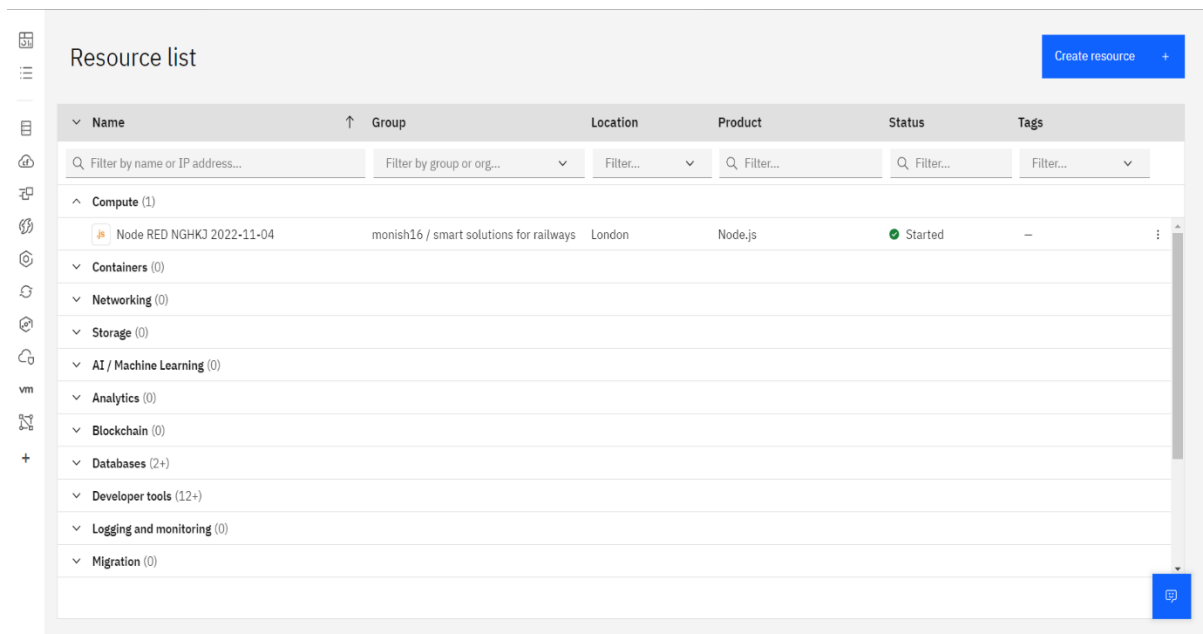 Resource list
Create resource +
Name Group Location Product Status Tags
Filter by name or IP address... Filter by group or org... Filter... Filter... Filter... Filter...
Compute (1)
JS Node RED NGHKJ 2022-11-04 monish16 / smart solutions for railways London Node.js Started –
Containers (0)
Networking (0)
Storage (0)
AI / Machine Learning (0)
vm
Analytics (0)
Blockchain (0)
Databases (2+)
Developer tools (12+)
Logging and monitoring (0)
Migration (0)